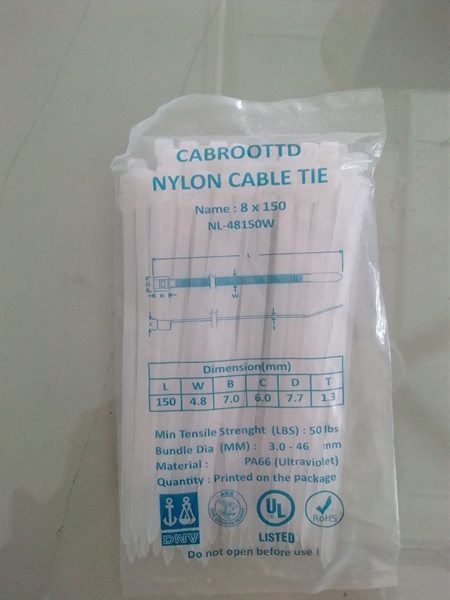 CABROOTTD
NYLON CABLE TIE
Name : 8 x 150
NL-48150W
L
W
B
Dimension(mm)
L W B C D T
150 4.8 7.0 6.0 7.7 1.3
Min Tensile Strenght (LBS) : 50 lbs
Bundle Dia (MM) : 3.0 - 46 mm
Material : PA66 (Ultraviolet)
Quantity : Printed on the package
DNV
UL
RoHS
LISTED
Do not open before use !